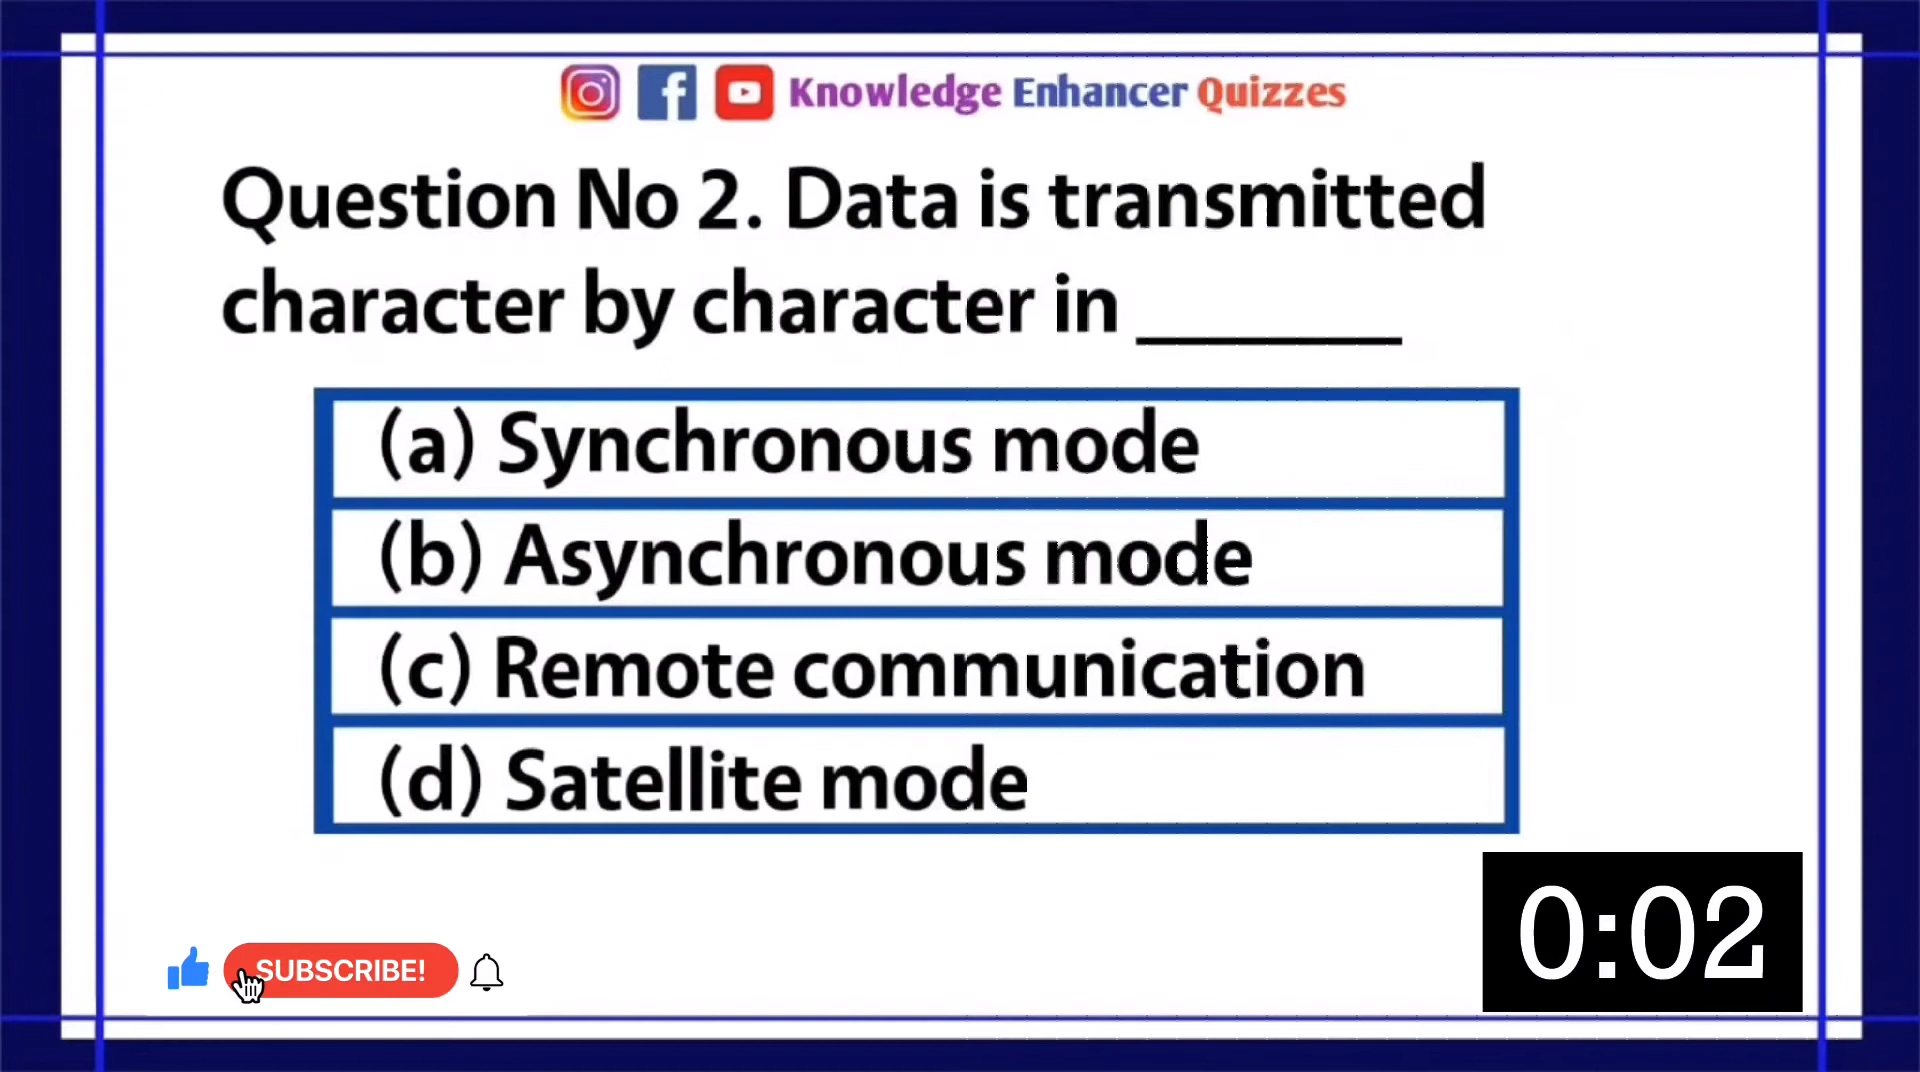 Knowledge Enhancer Quizzes
Question No 2. Data is transmitted
character by character in ________
(a) Synchronous mode
(b) Asynchronous mode
(c) Remote communication
(d) Satellite mode
0:02
SUBSCRIBE!